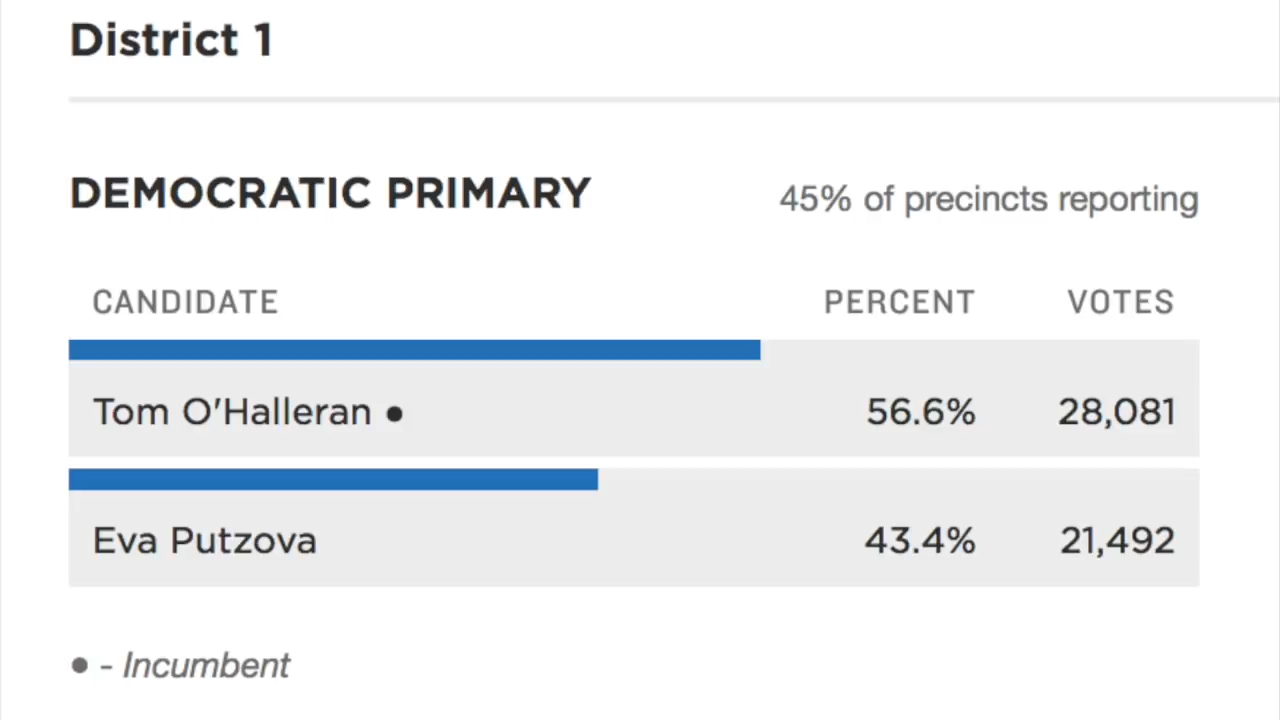 District 1
DEMOCRATIC PRIMARY 45% of precincts reporting
CANDIDATE PERCENT VOTES
Tom O'Halleran ● 56.6% 28,081
Eva Putzova 43.4% 21,492
● - Incumbent